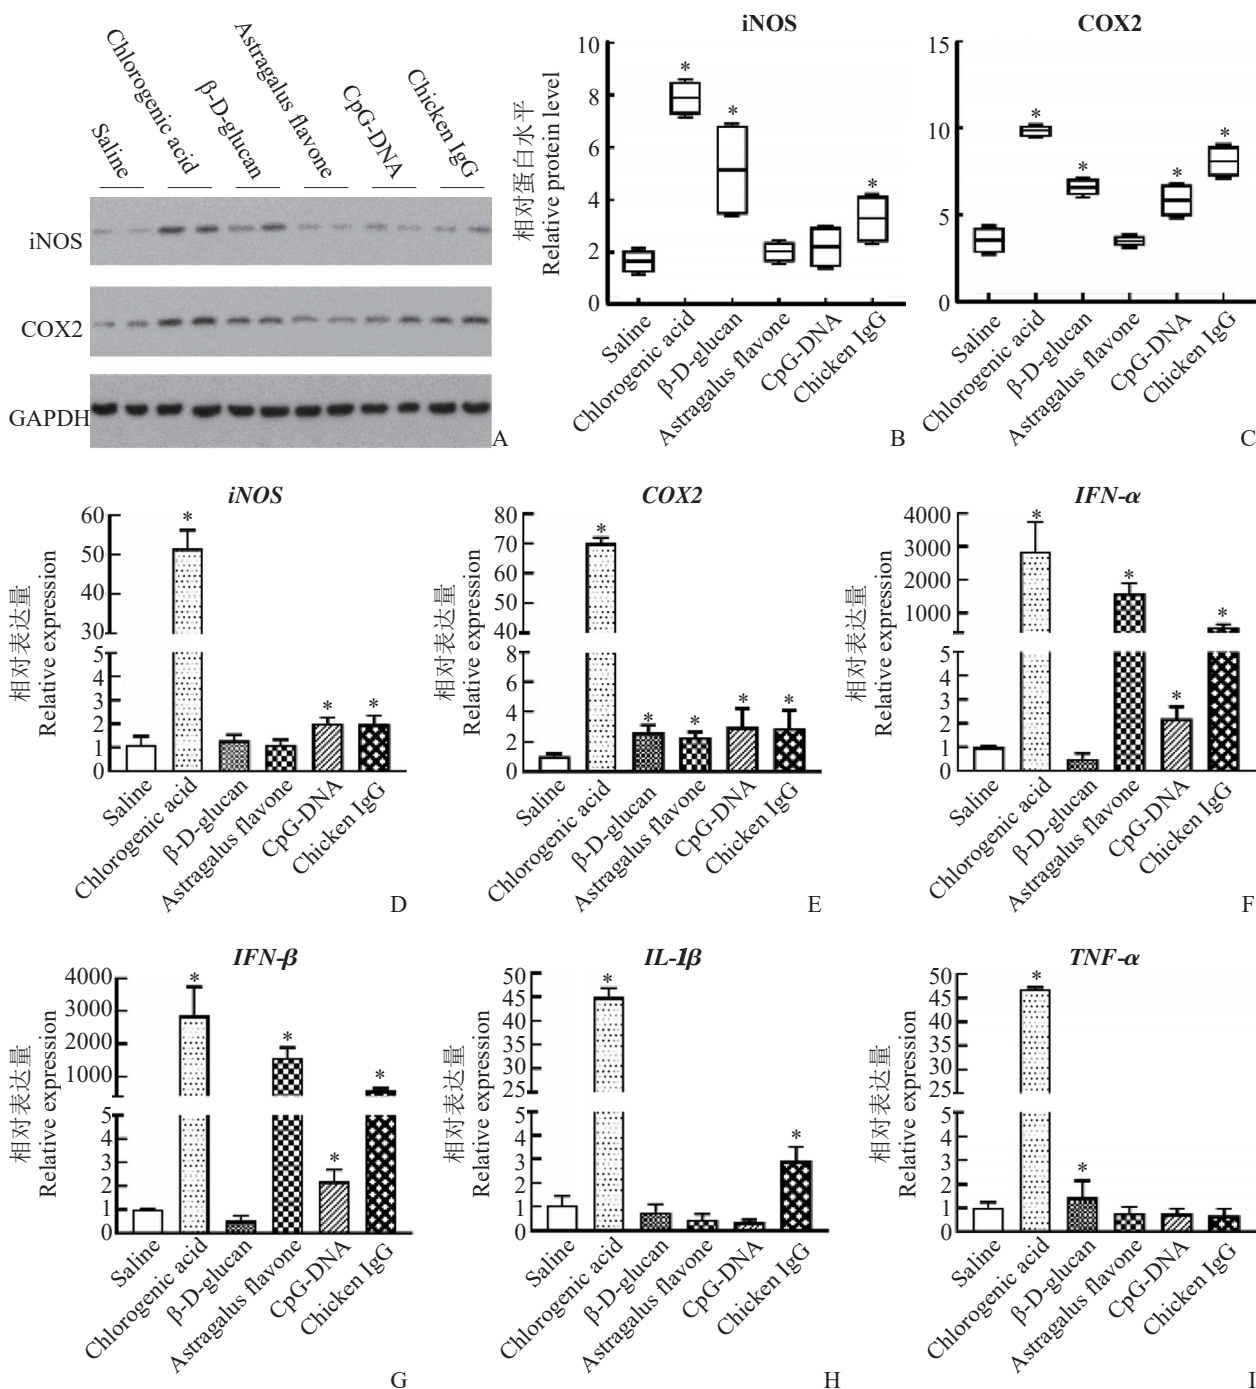 Saline
Chlorogenic acid
β-D-glucan
Astragalus flavone
CpG-DNA
Chicken IgG
iNOS
COX2
GAPDH
A
iNOS
相对蛋白水平
Relative protein level
10
8
6
4
2
0
*
*
*
Saline
Chlorogenic acid
β-D-glucan
Astragalus flavone
CpG-DNA
Chicken IgG
B
COX2
15
10
5
0
*
*
*
*
Saline
Chlorogenic acid
β-D-glucan
Astragalus flavone
CpG-DNA
Chicken IgG
C
iNOS
相对表达量
Relative expression
60
50
40
30
5
4
3
2
1
0
*
*
*
Saline
Chlorogenic acid
β-D-glucan
Astragalus flavone
CpG-DNA
Chicken IgG
D
COX2
相对表达量
Relative expression
80
70
60
50
40
8
6
4
2
0
*
*
*
*
*
Saline
Chlorogenic acid
β-D-glucan
Astragalus flavone
CpG-DNA
Chicken IgG
E
IFN-α
相对表达量
Relative expression
4000
3000
2000
1000
5
4
3
2
1
0
*
*
*
*
Saline
Chlorogenic acid
β-D-glucan
Astragalus flavone
CpG-DNA
Chicken IgG
F
IFN-β
相对表达量
Relative expression
4000
3000
2000
1000
5
4
3
2
1
0
*
*
*
*
Saline
Chlorogenic acid
β-D-glucan
Astragalus flavone
CpG-DNA
Chicken IgG
G
IL-1β
相对表达量
Relative expression
50
45
40
35
30
25
5
4
3
2
1
0
*
*
Saline
Chlorogenic acid
β-D-glucan
Astragalus flavone
CpG-DNA
Chicken IgG
H
TNF-α
相对表达量
Relative expression
50
45
40
35
30
25
5
4
3
2
1
0
*
*
Saline
Chlorogenic acid
β-D-glucan
Astragalus flavone
CpG-DNA
Chicken IgG
I